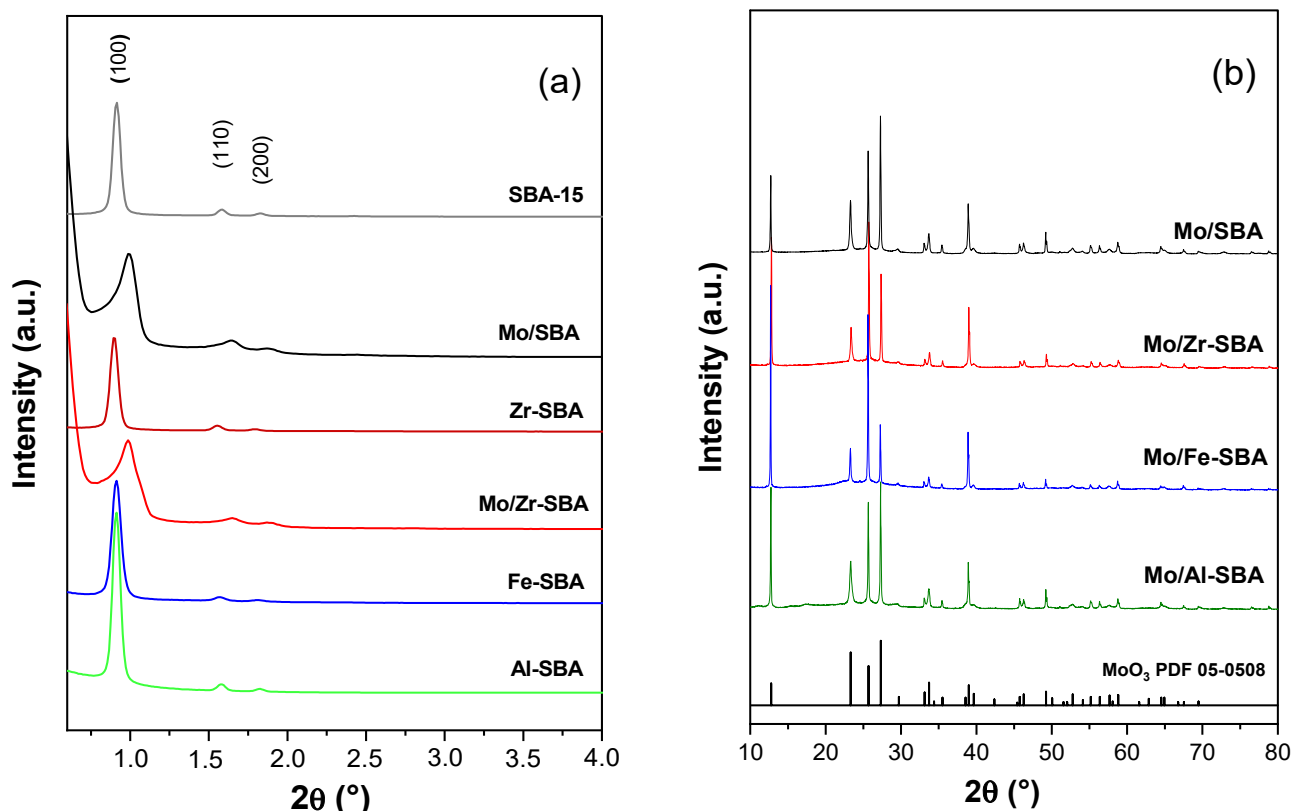 (a)
(100)
(110)
(200)
SBA-15
Mo/SBA
Zr-SBA
Mo/Zr-SBA
Fe-SBA
Al-SBA
Intensity (a.u.)
1.0 1.5 2.0 2.5 3.0 3.5 4.0
2θ (°)
(b)
Mo/SBA
Mo/Zr-SBA
Mo/Fe-SBA
Mo/Al-SBA
MoO₃ PDF 05-0508
Intensity (a.u.)
10 20 30 40 50 60 70 80
2θ (°)